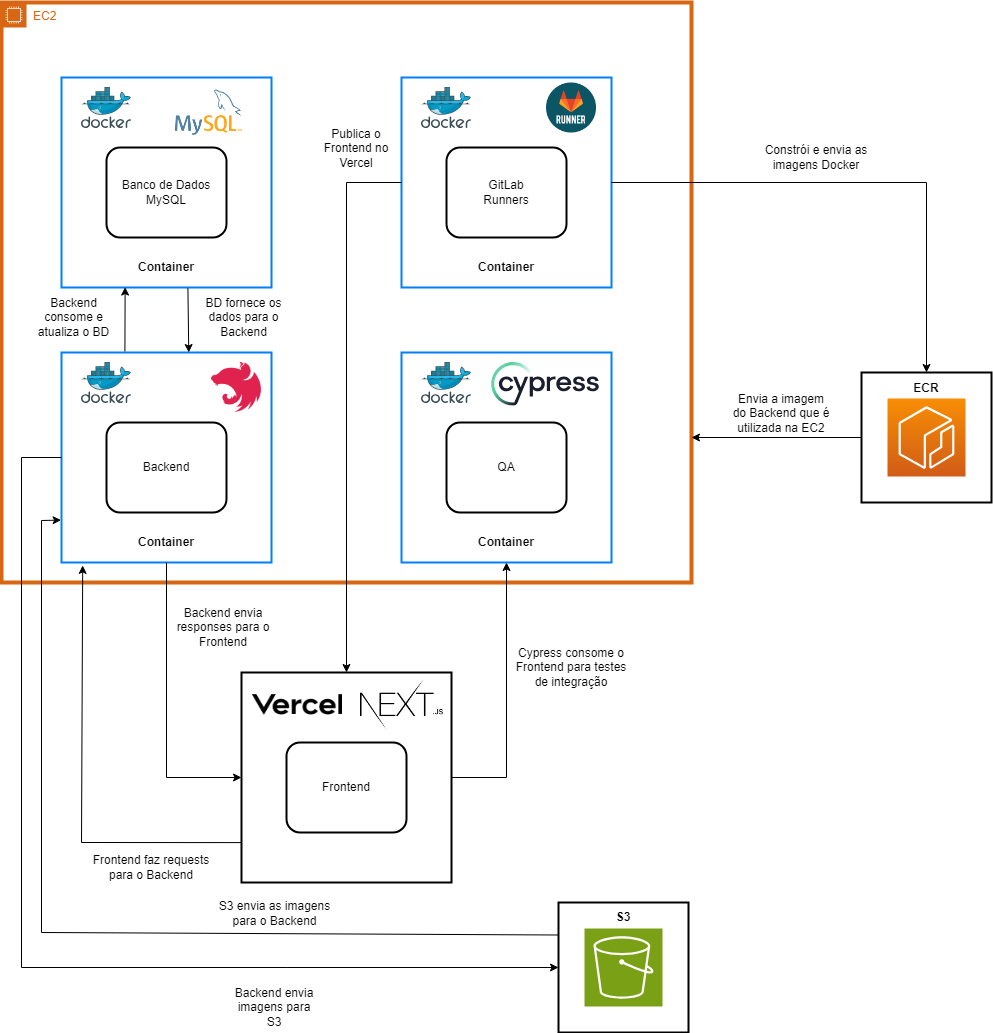 EC2
docker
MySQL
Banco de Dados
MySQL
Container
docker
RUNNER
GitLab
Runners
Container
Publica o
Frontend no
Vercel
Constrói e envia as
imagens Docker
Backend
consome e
atualiza o BD
BD fornece os
dados para o
Backend
docker
Backend
Container
docker
cypress
QA
Container
ECR
Envia a imagem
do Backend que é
utilizada na EC2
Backend envia
responses para o
Frontend
Cypress consome o
Frontend para testes
de integração
Vercel NEXT.JS
Frontend
Frontend faz requests
para o Backend
S3 envia as imagens
para o Backend
S3
Backend envia
imagens para
S3